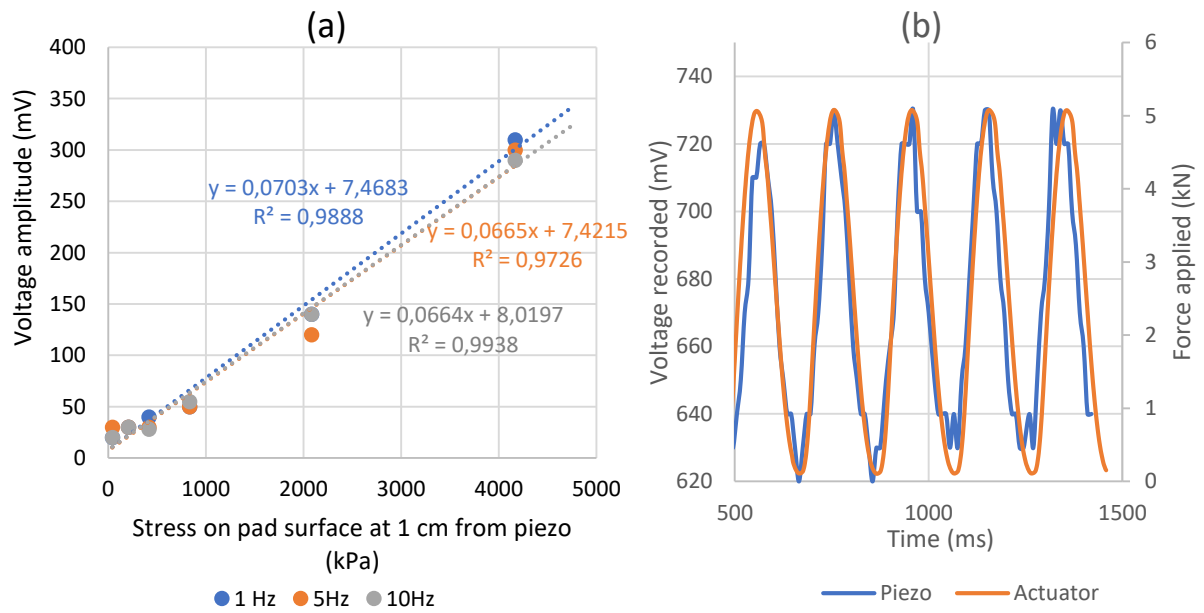 (a)
400
350
300
250
200
150
100
50
0
Voltage amplitude (mV)
y = 0,0703x + 7,4683
R² = 0,9888
y = 0,0665x + 7,4215
R² = 0,9726
y = 0,0664x + 8,0197
R² = 0,9938
0 1000 2000 3000 4000 5000
Stress on pad surface at 1 cm from piezo
(kPa)
1 Hz 5Hz 10Hz
(b)
740
720
700
680
660
640
620
Voltage recorded (mV)
6
5
4
3
2
1
0
Force applied (kN)
500 1000 1500
Time (ms)
Piezo Actuator